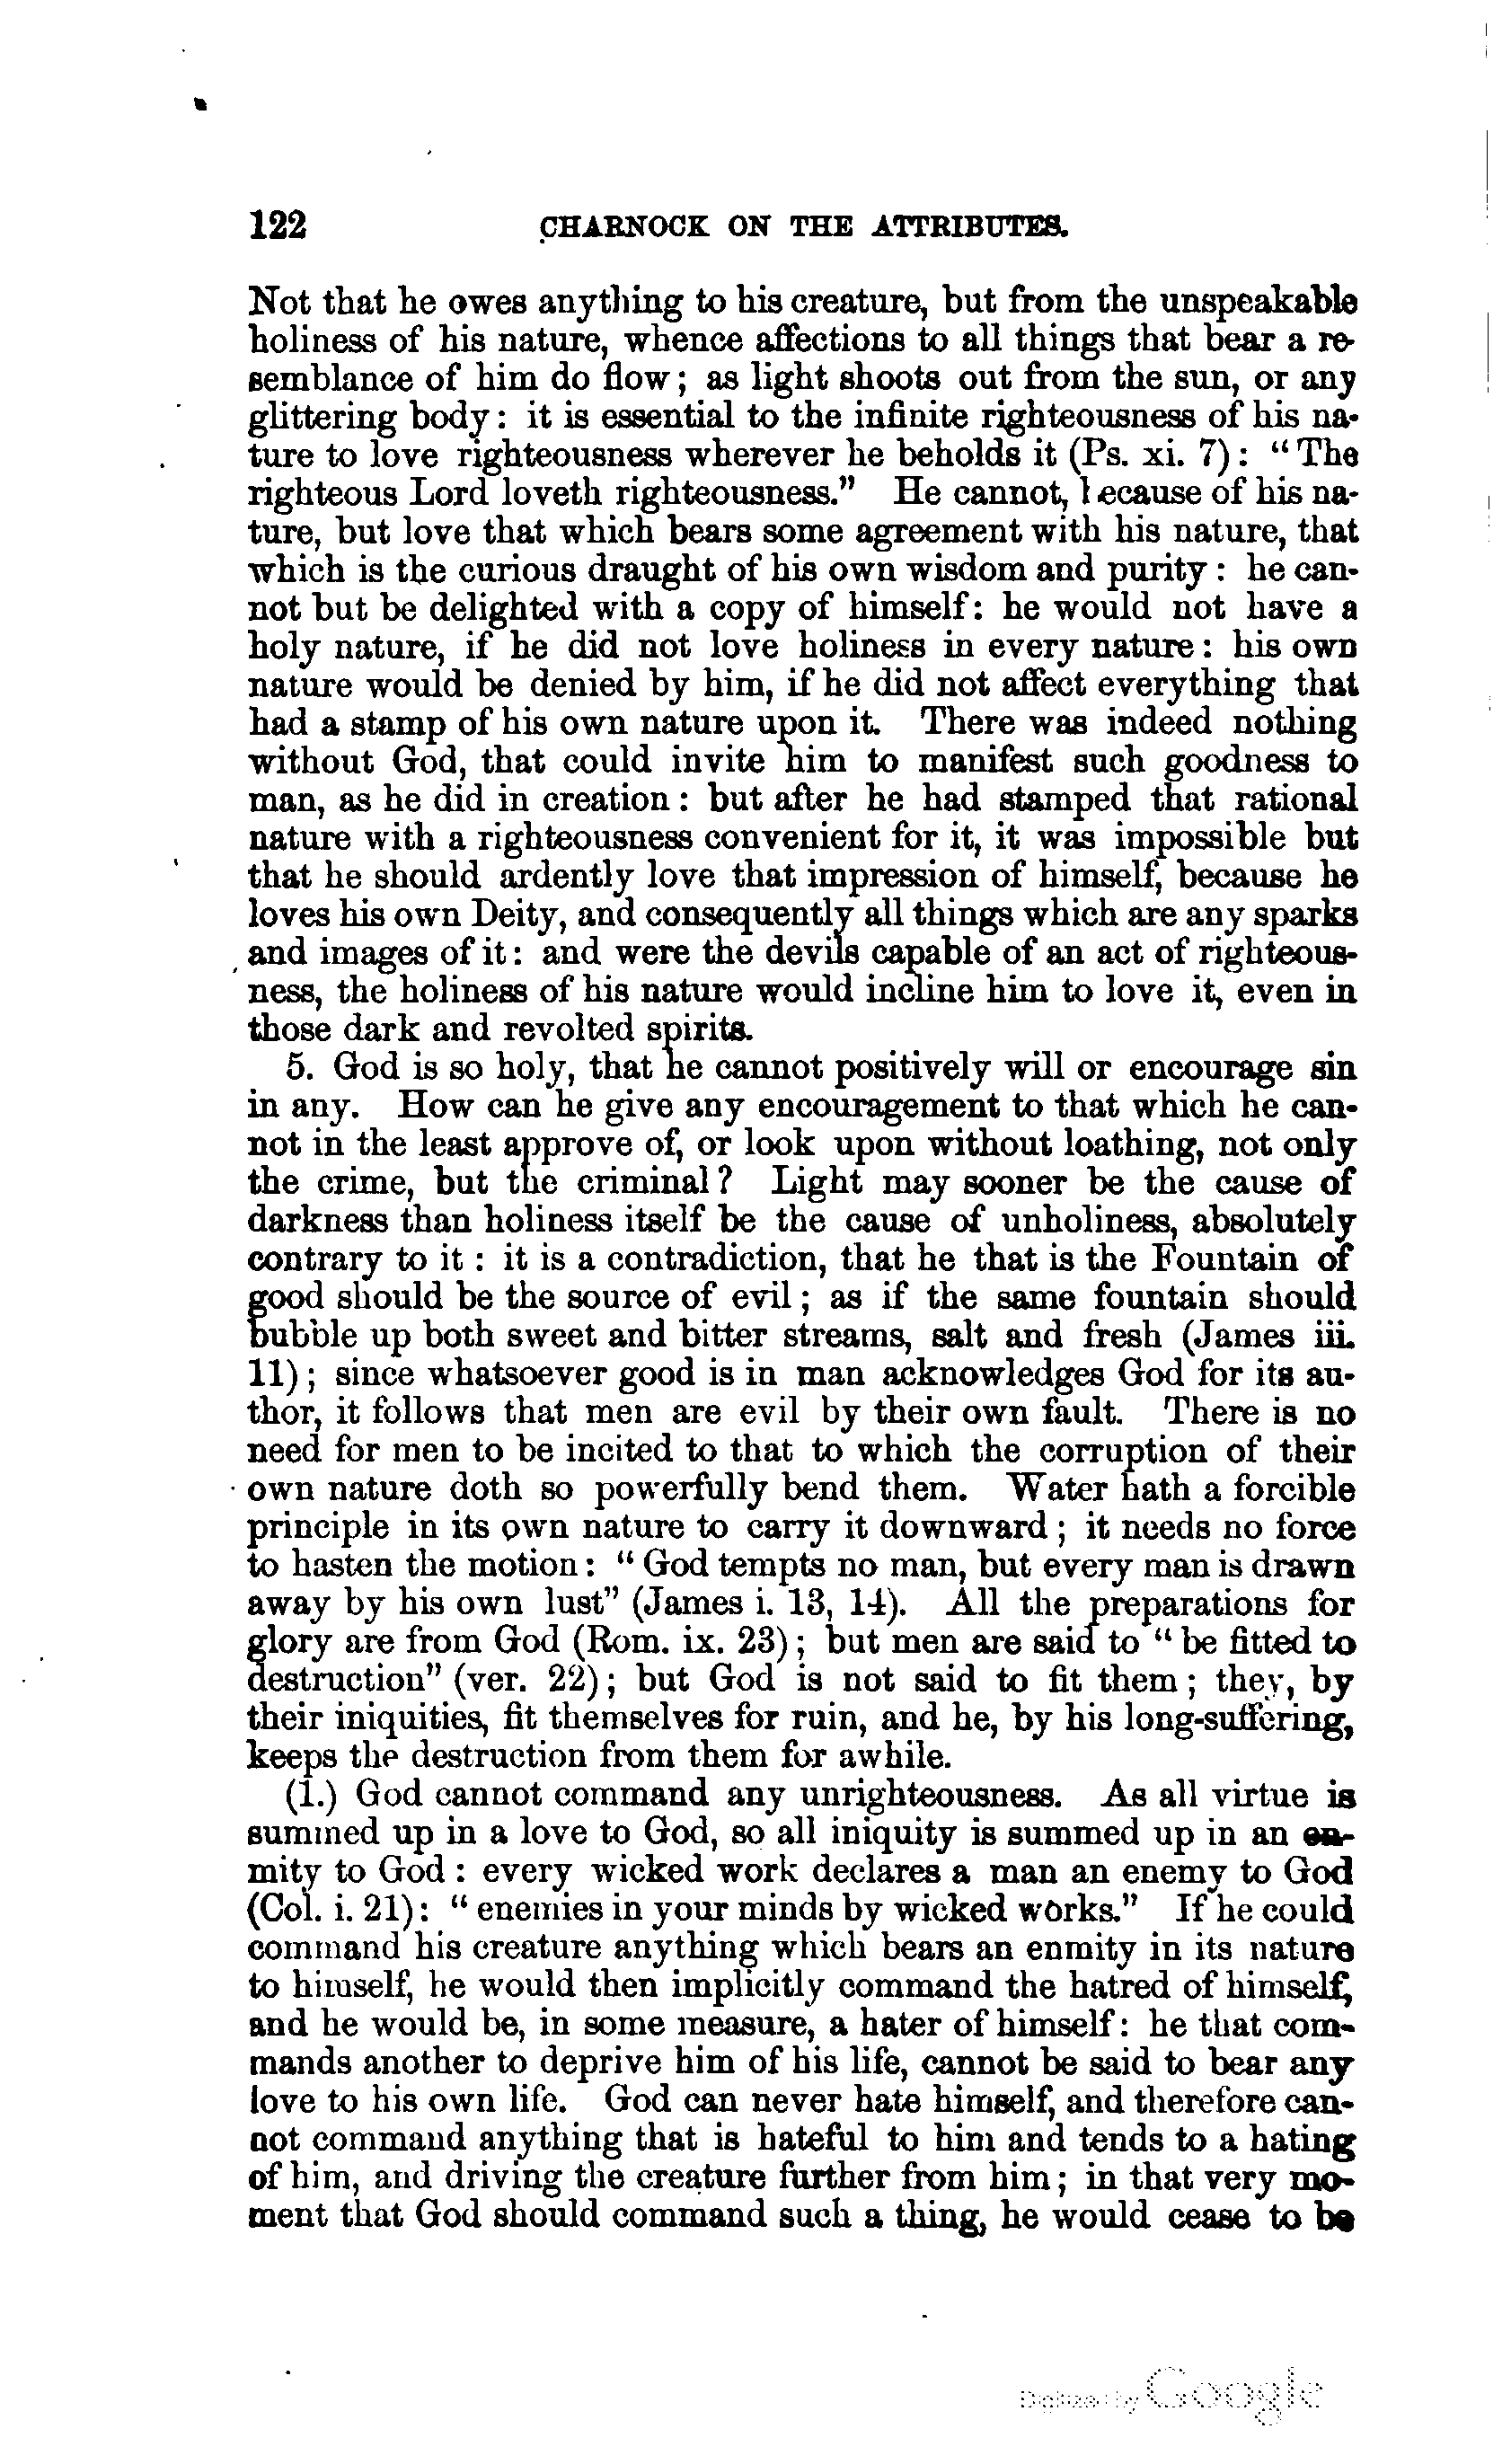 122 CHARNOCK ON THE ATTRIBUTES.
Not that he owes anything to his creature, but from the unspeakable
holiness of his nature, whence affections to all things that bear a re-
semblance of him do flow; as light shoots out from the sun, or any
glittering body: it is essential to the infinite righteousness of his na-
ture to love righteousness wherever he beholds it (Ps. xi. 7): “The
righteous Lord loveth righteousness.” He cannot, because of his na-
ture, but love that which bears some agreement with his nature, that
which is the curious draught of his own wisdom and purity: he can-
not but be delighted with a copy of himself: he would not have a
holy nature, if he did not love holiness in every nature: his own
nature would be denied by him, if he did not affect everything that
had a stamp of his own nature upon it. There was indeed nothing
without God, that could invite him to manifest such goodness to
man, as he did in creation: but after he had stamped that rational
nature with a righteousness convenient for it, it was impossible but
that he should ardently love that impression of himself, because he
loves his own Deity, and consequently all things which are any sparks
and images of it: and were the devils capable of an act of righteous-
ness, the holiness of his nature would incline him to love it, even in
those dark and revolted spirits.
5. God is so holy, that he cannot positively will or encourage sin
in any. How can he give any encouragement to that which he can-
not in the least approve of, or look upon without loathing, not only
the crime, but the criminal? Light may sooner be the cause of
darkness than holiness itself be the cause of unholiness, absolutely
contrary to it: it is a contradiction, that he that is the Fountain of
good should be the source of evil; as if the same fountain should
bubble up both sweet and bitter streams, salt and fresh (James iii.
11); since whatsoever good is in man acknowledges God for its au-
thor, it follows that men are evil by their own fault. There is no
need for men to be incited to that to which the corruption of their
own nature doth so powerfully bend them. Water hath a forcible
principle in its own nature to carry it downward; it needs no force
to hasten the motion: “God tempts no man, but every man is drawn
away by his own lust” (James i. 13, 14). All the preparations for
glory are from God (Rom. ix. 23); but men are said to “be fitted to
destruction” (ver. 22); but God is not said to fit them; they, by
their iniquities, fit themselves for ruin, and he, by his long-suffering,
keeps the destruction from them for awhile.
(1.) God cannot command any unrighteousness. As all virtue is
summed up in a love to God, so all iniquity is summed up in an en-
mity to God: every wicked work declares a man an enemy to God
(Col. i. 21): “enemies in your minds by wicked works.” If he could
command his creature anything which bears an enmity in its nature
to himself, he would then implicitly command the hatred of himself,
and he would be, in some measure, a hater of himself: he that com-
mands another to deprive him of his life, cannot be said to bear any
love to his own life. God can never hate himself, and therefore can-
not command anything that is hateful to him and tends to a hating
of him, and driving the creature further from him; in that very mo-
ment that God should command such a thing, he would cease to be
Digitized by Google